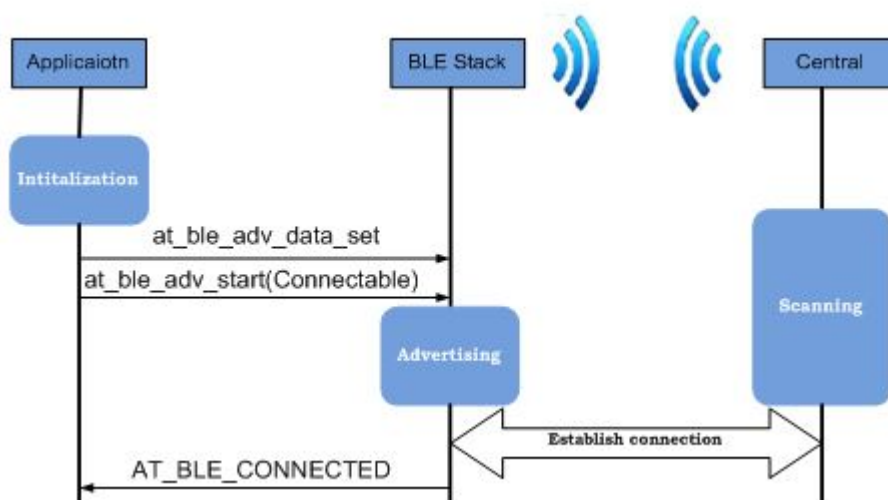 Applicaiotn
BLE Stack
Central
Intitalization
at_ble_adv_data_set
at_ble_adv_start(Connectable)
Scanning
Advertising
Establish connection
AT_BLE_CONNECTED